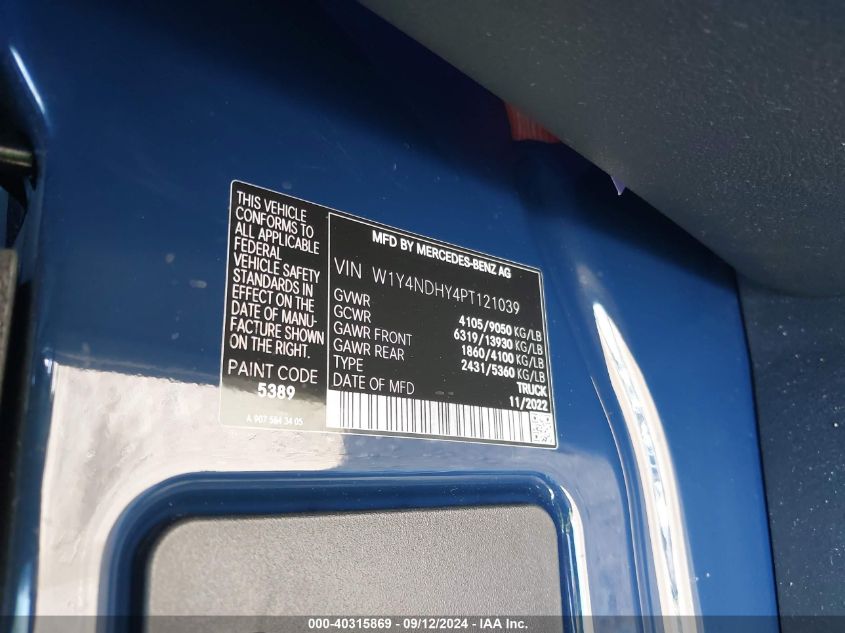 THIS VEHICLE
CONFORMS TO
ALL APPLICABLE
FEDERAL
VEHICLE SAFETY
STANDARDS IN
EFFECT ON THE
DATE OF MANU-
FACTURE SHOWN
ON THE RIGHT.
PAINT CODE
5389
A 907 584 34 05
MFD BY MERCEDES-BENZ AG
VIN W1Y4NDHY4PT121039
GVWR 4105/9050 KG/LB
GCWR 6319/13930 KG/LB
GAWR FRONT 1860/4100 KG/LB
GAWR REAR 2431/5360 KG/LB
TYPE TRUCK
DATE OF MFD 11/2022
000-40315869 - 09/12/2024 - IAA Inc.